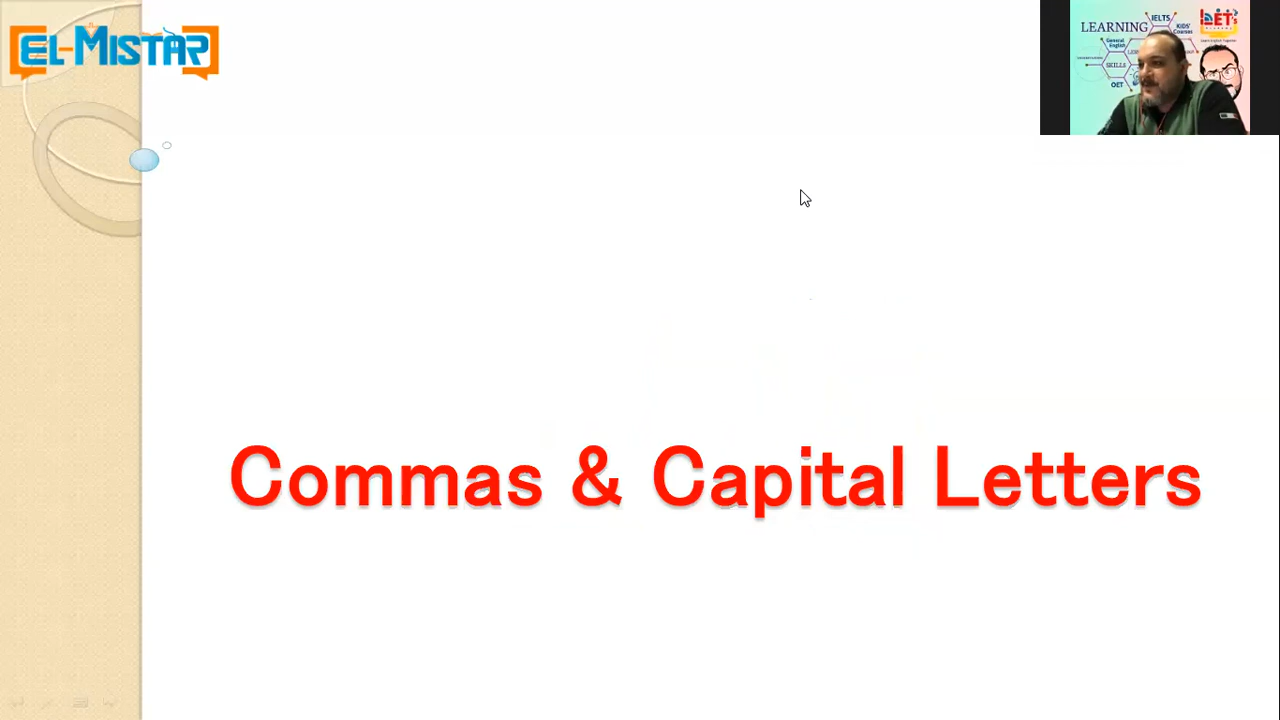 EL-MISTAR
LEARNING
IELTS
KIDS'
Courses
General
English
SKILLS
OET
Commas & Capital Letters